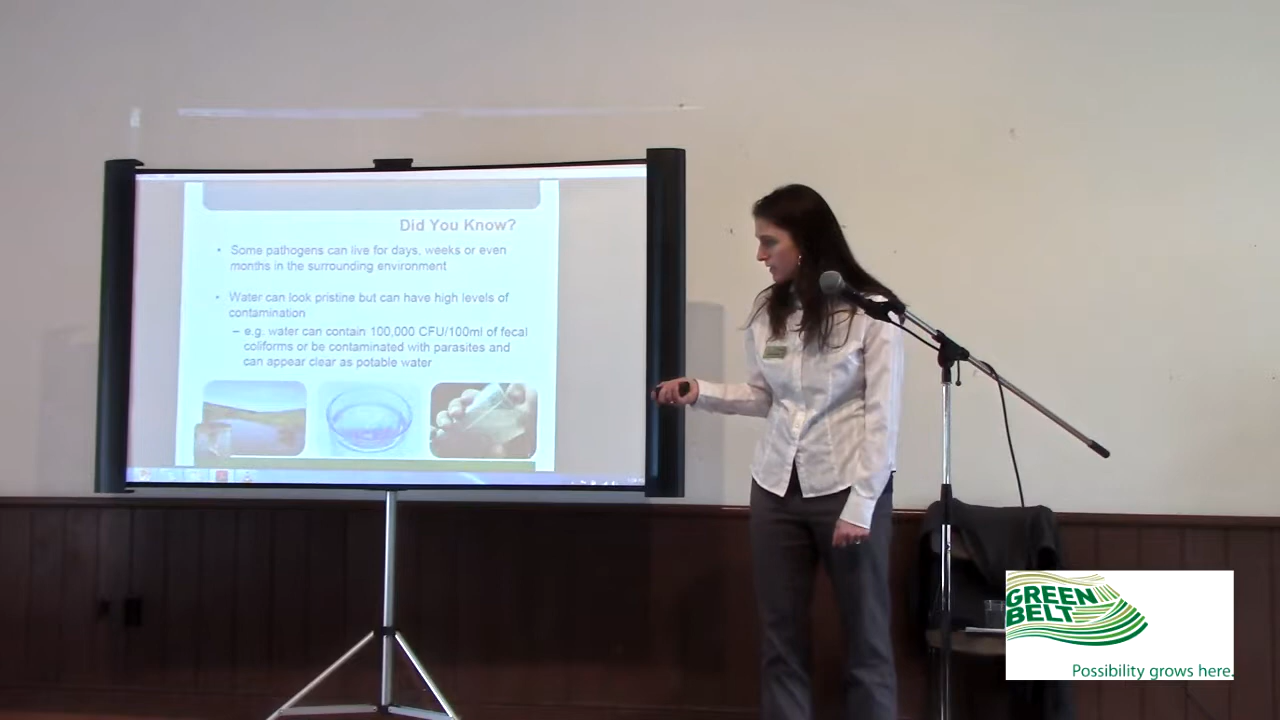 Did You Know?
• Some pathogens can live for days, weeks or even
months in the surrounding environment
• Water can look pristine but can have high levels of
contamination
– e.g. water can contain 100,000 CFU/100ml of fecal
coliforms or be contaminated with parasites and
can appear clear as potable water
GREEN
BELT
Possibility grows here.